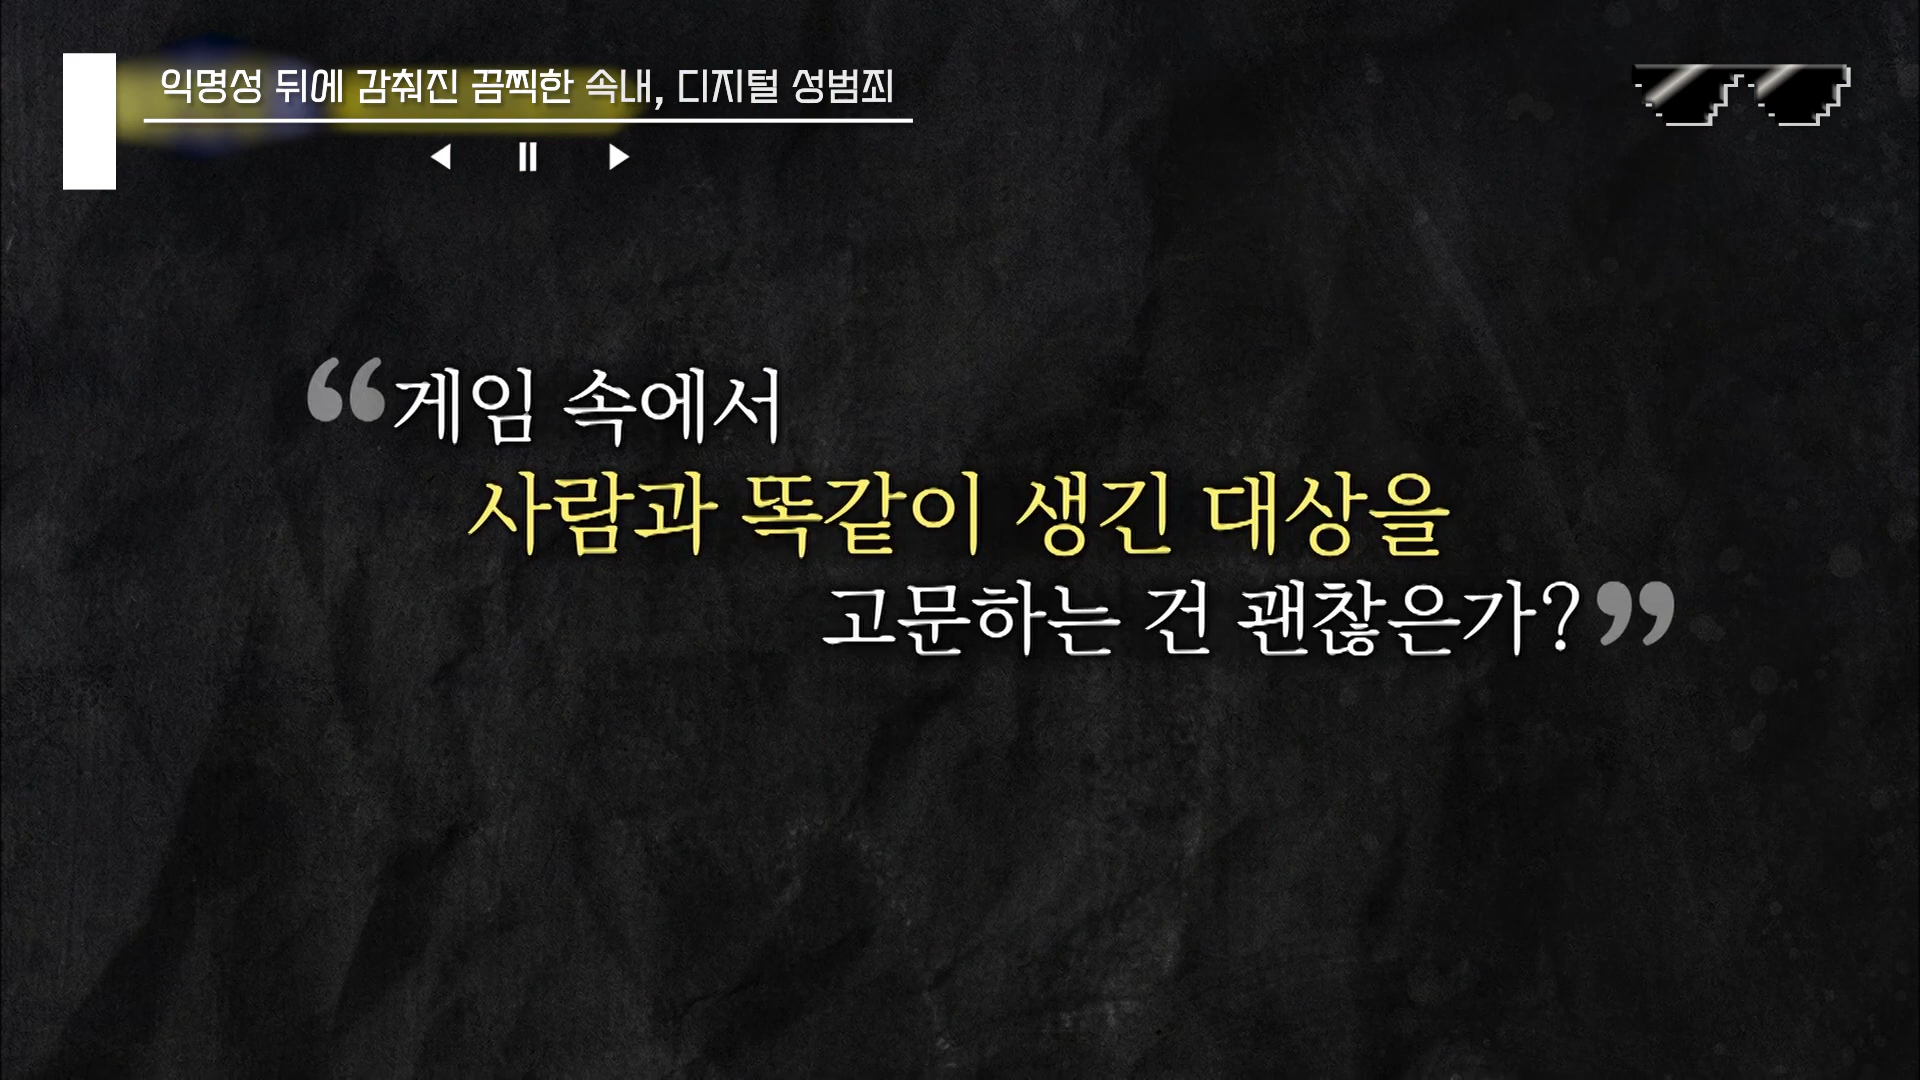 익명성 뒤에 감춰진 끔찍한 속내, 디지털 성범죄
“게임 속에서
사람과 똑같이 생긴 대상을
고문하는 건 괜찮은가?”